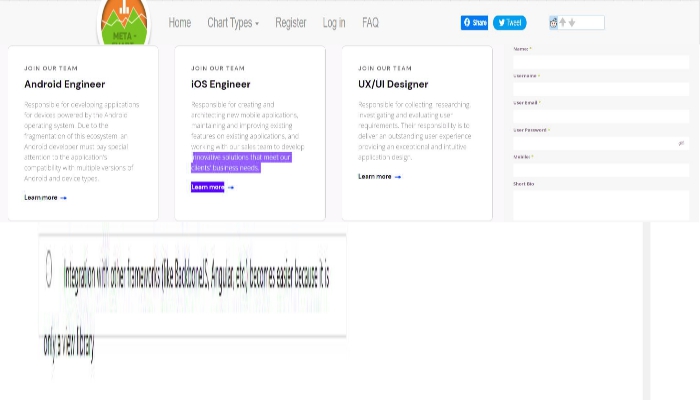 Home Chart Types Register Log in FAQ
Share Tweet
META -
JOIN OUR TEAM
Android Engineer
Responsible for developing applications
for devices powered by the Android
operating system. Due to the
fragmentation of this ecosystem, an
Android developer must pay special
attention to the application's
compatibility with multiple versions of
Android and device types.
Learn more →
JOIN OUR TEAM
iOS Engineer
Responsible for creating and
architecting new mobile applications,
maintaining and improving existing
features on existing applications, and
working with our sales team to develop
innovative solutions that meet our
clients' business needs.
Learn more →
JOIN OUR TEAM
UX/UI Designer
Responsible for collecting, researching,
investigating and evaluating user
requirements. Their responsibility is to
deliver an outstanding user experience
providing an exceptional and intuitive
application design.
Learn more →
Name *
Username *
User Email *
User Password *
Mobile *
Short Bio
Integration with other frameworks (like BackboneJS, Angular, etc) becomes easier because it is
only a view library